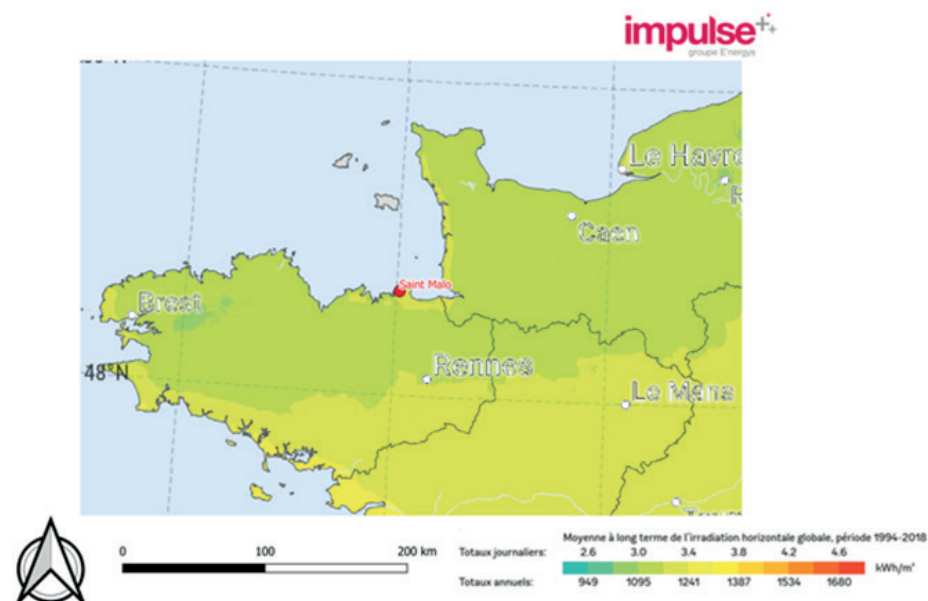 impulse
groupe E'nergys
Le Havre
Caen
Saint Malo
Brest
Rennes
48° N
Le Mans
0 100 200 km
Moyenne à long terme de l'irradiation horizontale globale, période 1994-2018
Totaux journaliers: 2.6 3.0 3.4 3.8 4.2 4.6
kWh/m²
Totaux annuels: 949 1095 1241 1387 1534 1680